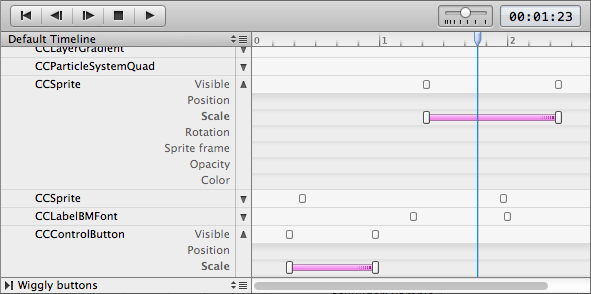 00:01:23
Default Timeline
0 1 2
CCLayerGradient
CCParticleSystemQuad
CCSprite Visible
Position
Scale
Rotation
Sprite frame
Opacity
Color
CCSprite
CCLabelBMFont
CCControlButton Visible
Position
Scale
Wiggly buttons